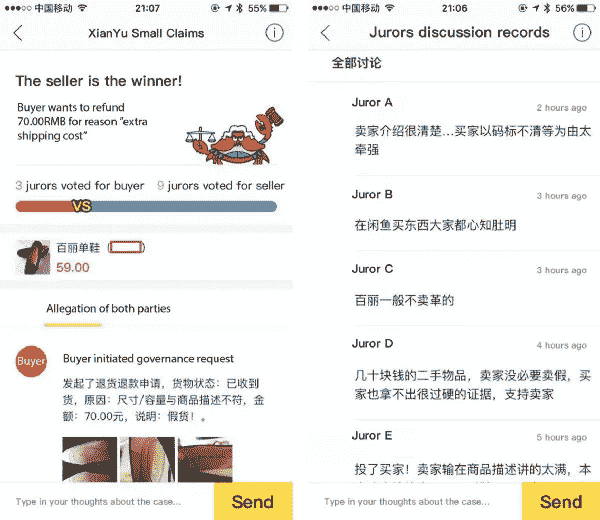 中国移动
21:07
55%
XianYu Small Claims
The seller is the winner!
Buyer wants to refund
70.00RMB for reason “extra
shipping cost”
3 jurors voted for buyer
9 jurors voted for seller
VS
百丽单鞋 ( )
59.00
Allegation of both parties
Buyer
Buyer initiated governance request
发起了退货退款申请，货物状态：已收到
货，原因：尺寸/容量与商品描述不符，金
额：70.00元，说明：假货！。
Type in your thoughts about the case...
Send
中国移动
21:06
56%
Jurors discussion records
全部讨论
Juror A
2 hours ago
卖家介绍很清楚...买家以码标不清等为由太
牵强
Juror B
3 hours ago
在闲鱼买东西大家都心知肚明
Juror C
3 hours ago
百丽一般不卖革的
Juror D
4 hours ago
几十块钱的二手物品，卖家没必要卖假，买
家也拿不出很过硬的证据，支持卖家
Juror E
5 hours ago
投了买家！卖家输在商品描述讲的太满，本
Type in your thoughts about the case...
Send